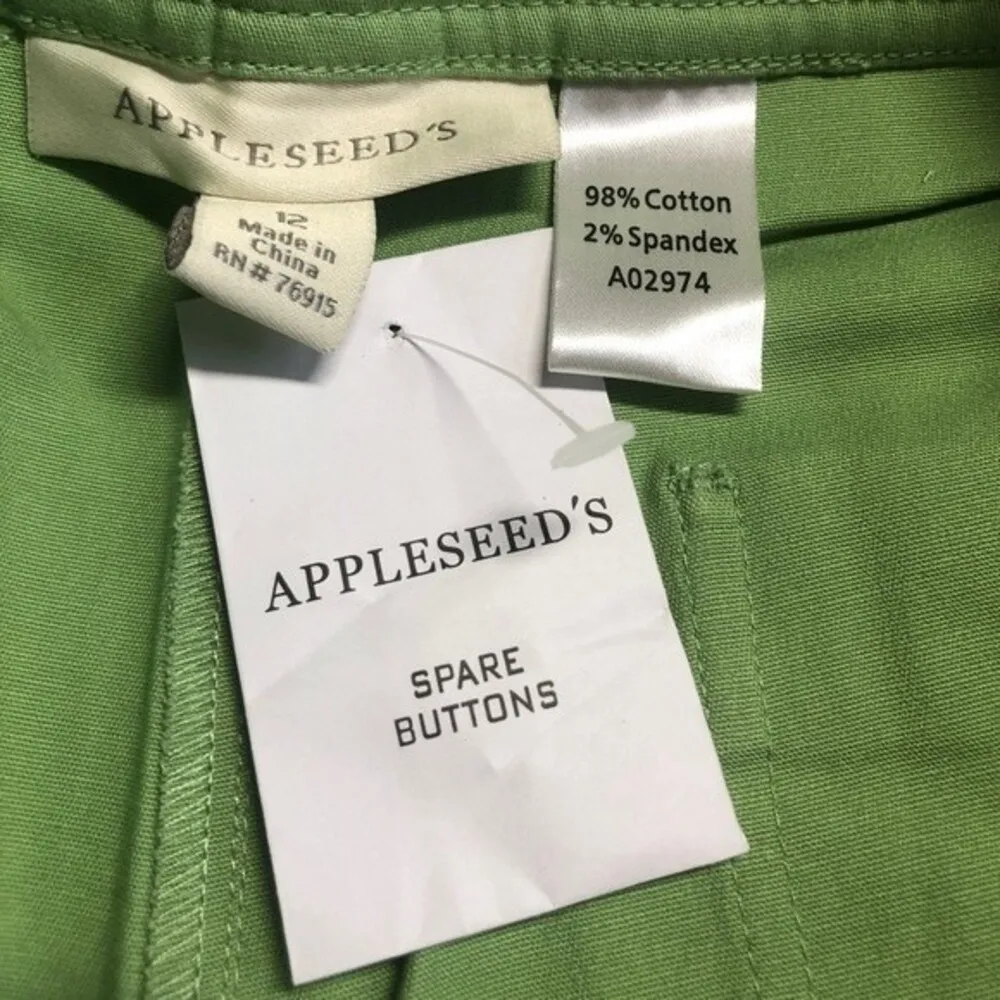 APPLESEED'S
12
Made in
China
RN# 76915
98% Cotton
2% Spandex
A02974
APPLESEED'S
SPARE
BUTTONS